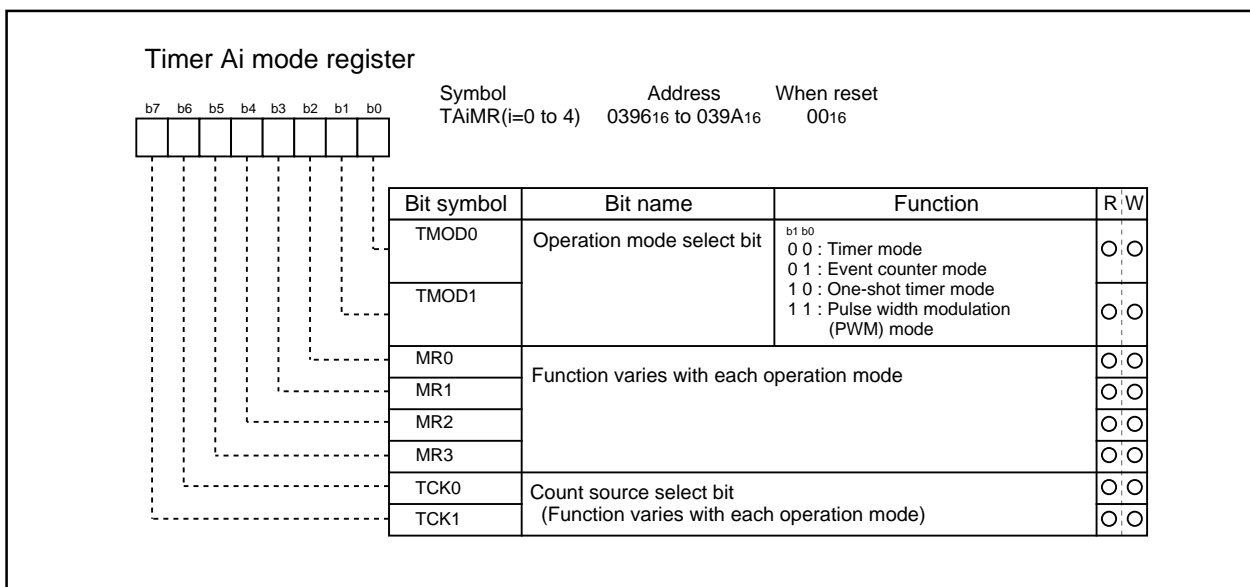 Timer Ai mode register
Symbol Address When reset
TAiMR(i=0 to 4) 039616 to 039A16 0016
b7 b6 b5 b4 b3 b2 b1 b0
Bit symbol Bit name Function R W
TMOD0 Operation mode select bit b1 b0
0 0 : Timer mode
0 1 : Event counter mode
TMOD1 1 0 : One-shot timer mode
1 1 : Pulse width modulation
(PWM) mode
MR0
Function varies with each operation mode
MR1
MR2
MR3
TCK0 Count source select bit
(Function varies with each operation mode)
TCK1